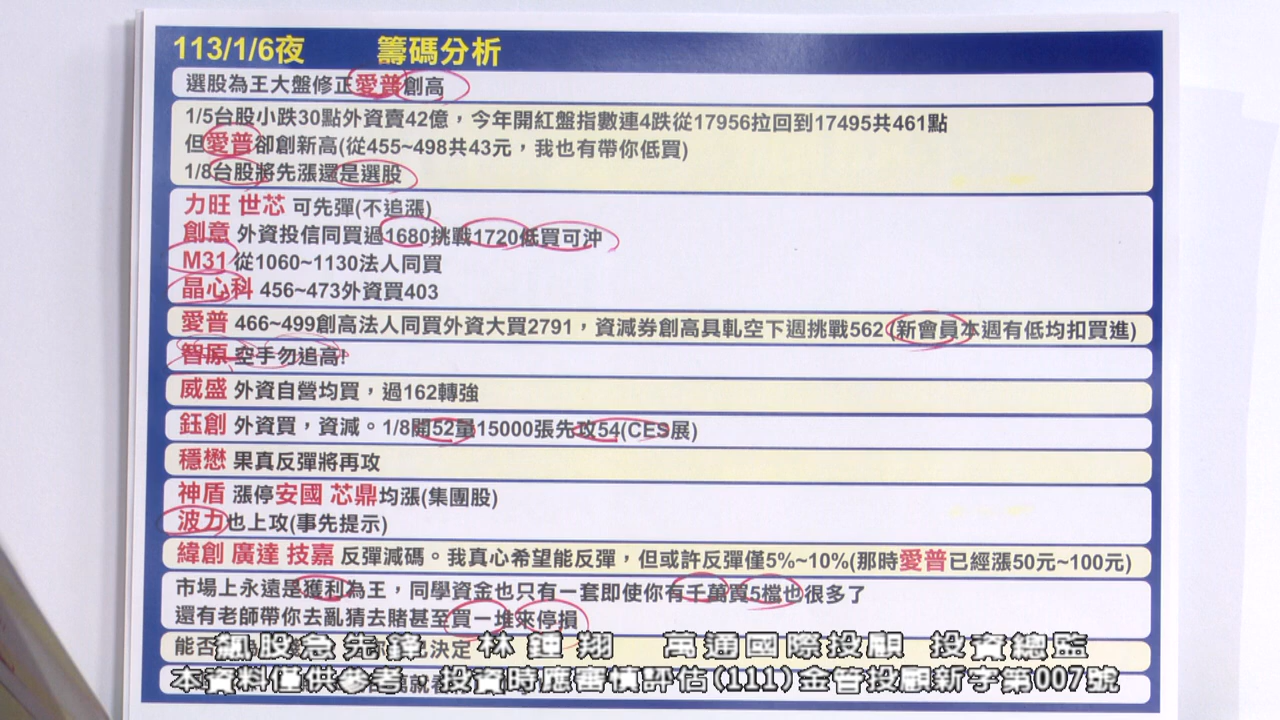 113/1/6夜 籌碼分析
選股為王大盤修正愛普創高
1/5台股小跌30點外資賣42億，今年開紅盤指數連4跌從17956拉回到17495共461點
但愛普卻創新高(從455~498共43元，我也有帶你低買)
1/8台股將先漲還是選股
力旺 世芯 可先彈(不追漲)
創意 外資投信同買過1680挑戰1720低買可沖
M31 從1060~1130法人同買
晶心科 456~473外資買403
愛普 466~499創高法人同買外資大買2791，資減券創高具軋空下週挑戰562 (新會員本週有低均扣買進)
智原 空手勿追高!
威盛 外資自營均買，過162轉強
鈺創 外資買，資減。1/8開52量15000張先攻54(CES展)
穩懋 果真反彈將再攻
神盾 漲停安國 芯鼎均漲(集團股)
波力也上攻(事先提示)
緯創 廣達 技嘉 反彈減碼。我真心希望能反彈，但或許反彈僅5%~10%(那時愛普已經漲50元~100元)
市場上永遠是獲利為王，同學資金也只有一套即使你有千萬買5檔也很多了
還有老師帶你去亂猜去賭甚至買一堆來停損
能否 決定
飆股急先鋒 林鍾翔 萬通國際投顧 投資總監
本資料僅供參考，投資時應審慎評估(111)金管投顧新字第007號